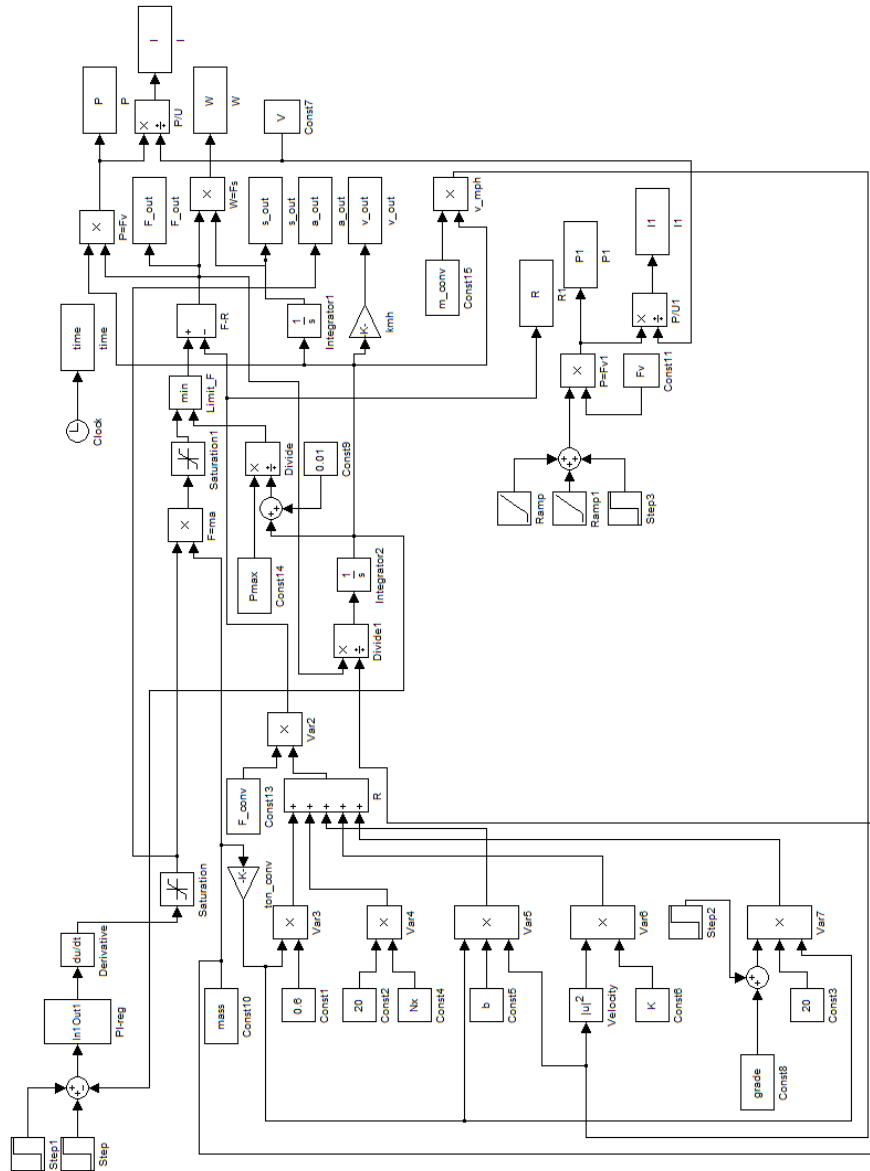 I
I
P
P
×
÷
P/U
W
W
V
Const7
×
P=Fv
F_out
F_out
×
W=Fs
s_out
s_out
a_out
a_out
v_out
v_out
×
v_mph
m_conv
Const15
time
time
Clock
+
-
F-R
1
s
Integrator1
-K-
kmh
R
R1
P1
P1
I1
I1
×
÷
P/U1
×
P=Fv1
Fv
Const11
min
Limit_F
Saturation1
×
÷
Divide
0.01
Const9
+
+
×
F=ma
Pmax
Const14
1
s
Integrator2
×
÷
Divide1
+
+
+
Ramp
Ramp1
Step3
×
Var2
F_conv
Const13
+
+
+
+
+
R
Saturation
-K-
ton_conv
×
Var3
×
Var4
×
Var5
×
Var6
×
Var7
Step2
du/dt
Derivative
mass
Const10
0.6
Const1
20
Const2
Nx
Const4
b
Const5
|u|2
Velocity
K
Const6
+
+
20
Const3
grade
Const8
In1Out1
PI-reg
+
+
-
Step1
Step